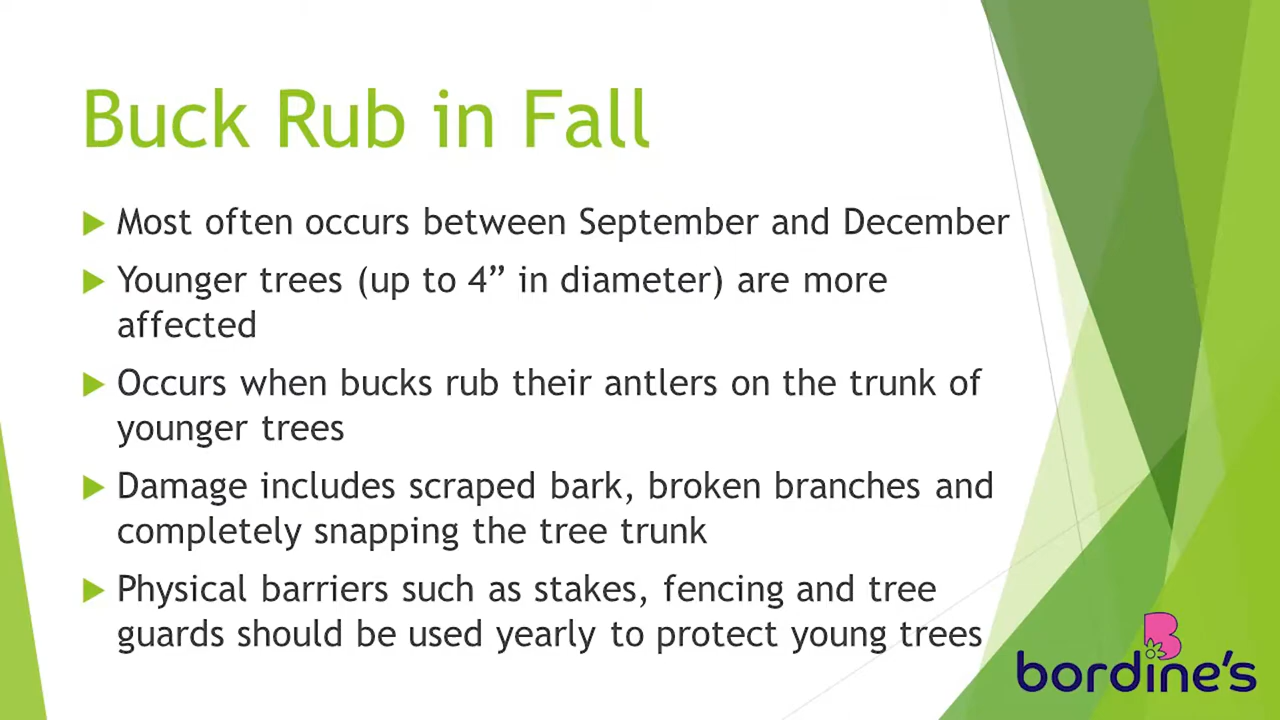 Buck Rub in Fall
Most often occurs between September and December
Younger trees (up to 4” in diameter) are more
affected
Occurs when bucks rub their antlers on the trunk of
younger trees
Damage includes scraped bark, broken branches and
completely snapping the tree trunk
Physical barriers such as stakes, fencing and tree
guards should be used yearly to protect young trees
B
bordine’s